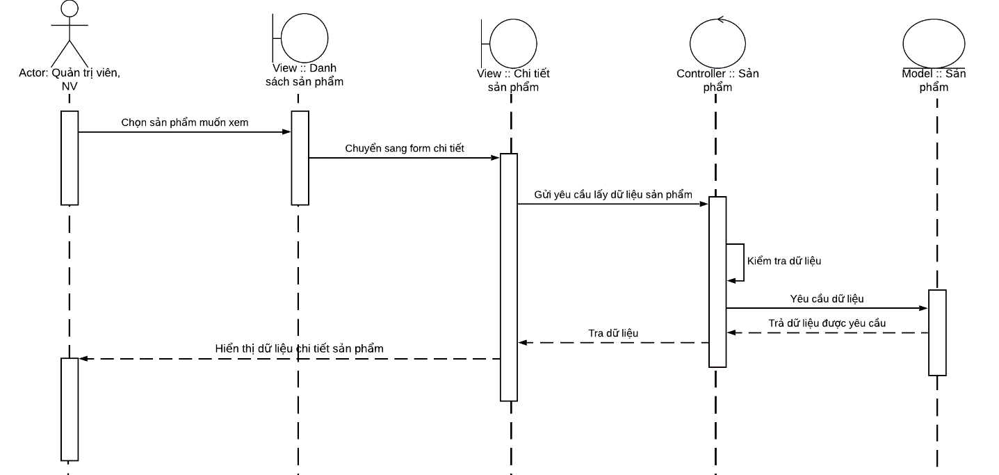 Actor: Quản trị viên,
NV
View :: Danh
sách sản phẩm
View :: Chi tiết
sản phẩm
Controller :: Sản
phẩm
Model :: Sản
phẩm
Chọn sản phẩm muốn xem
Chuyển sang form chi tiết
Gửi yêu cầu lấy dữ liệu sản phẩm
Kiểm tra dữ liệu
Yêu cầu dữ liệu
Trả dữ liệu được yêu cầu
Tra dữ liệu
Hiển thị dữ liệu chi tiết sản phẩm